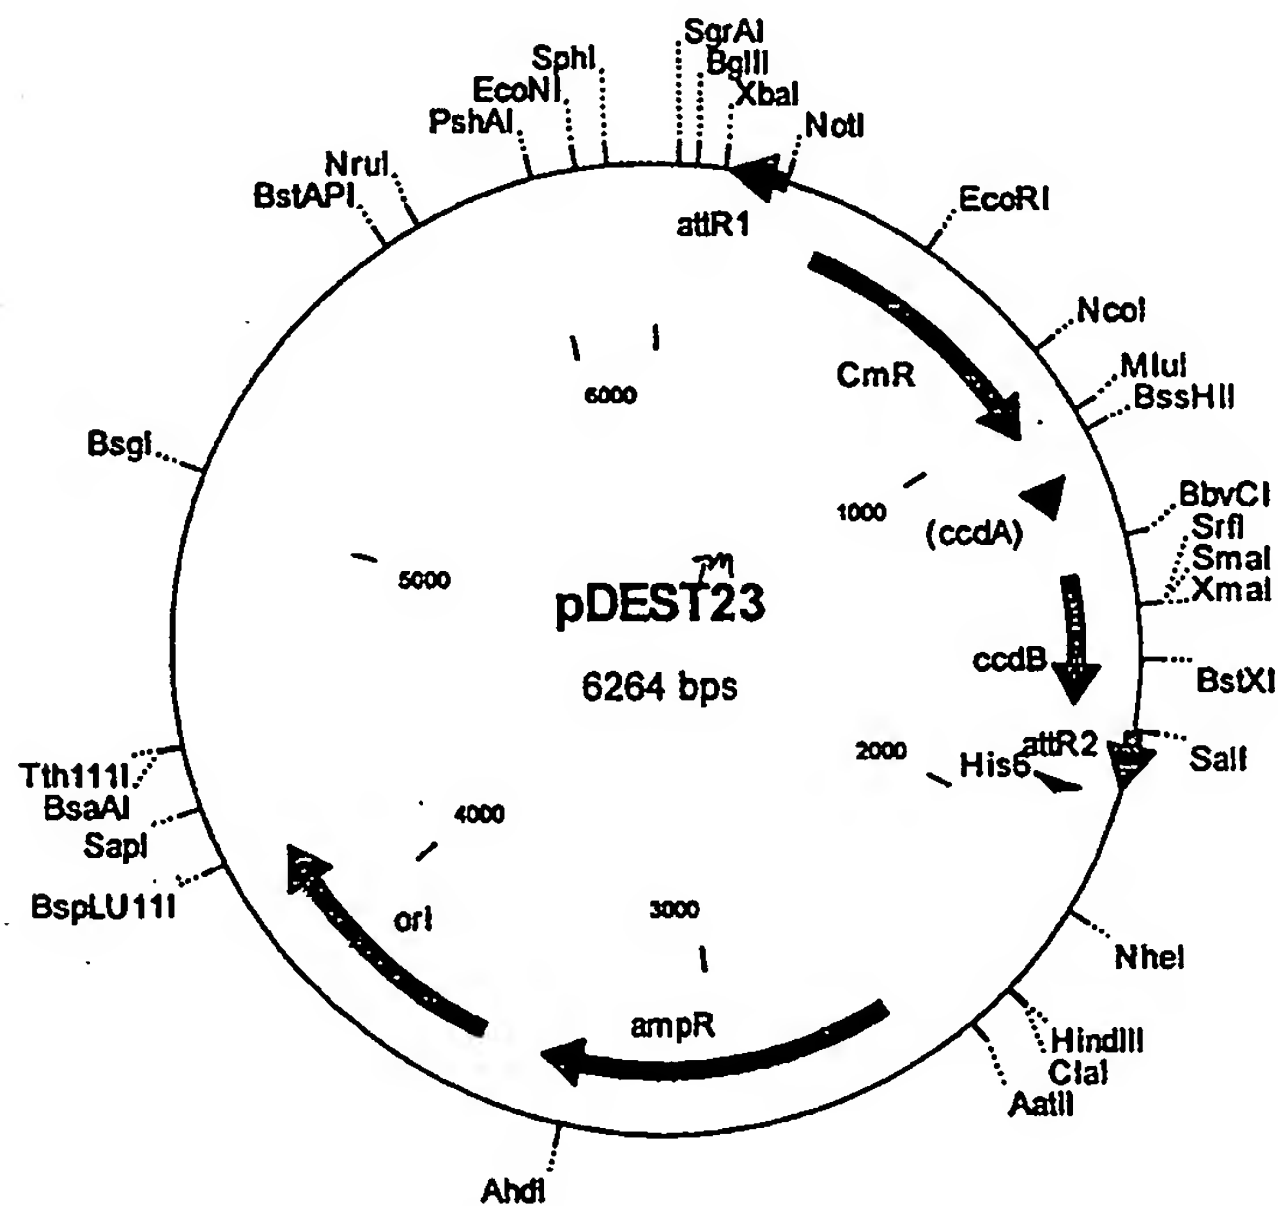 SgrAI
SphI
BglII
EcoNI
XbaI
PshAI
NotI
NruI
BstAPI
EcoRI
attR1
NcoI
MluI
CmR
6000
BssHII
BsgI
BbvCI
1000
SrfI
(ccdA)
SmaI
5000
XmaI
TM
pDEST23
ccdB
BstXI
6264 bps
attR2
2000
His6
SalI
Tth111I
BsaAI
4000
SapI
BspLU11I
3000
orI
NheI
ampR
HindIII
ClaI
AatII
AhdI